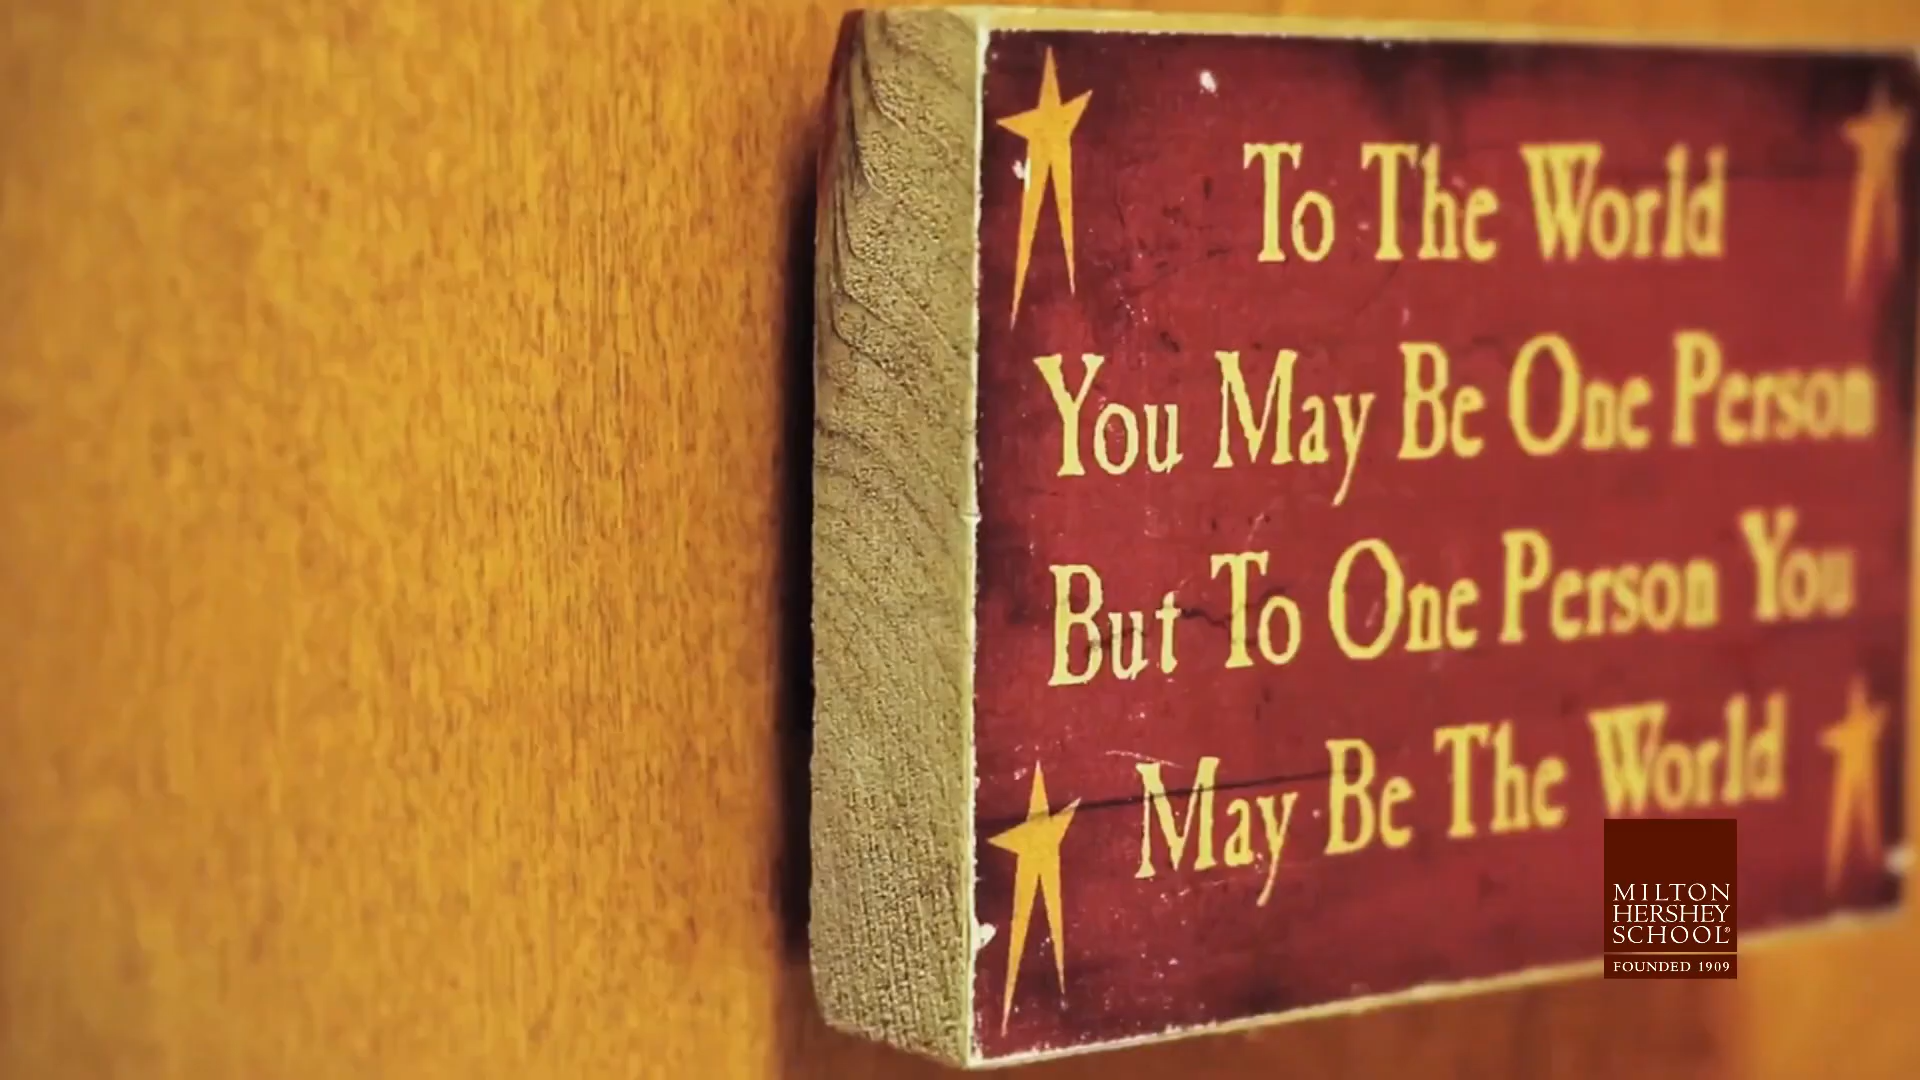 To The World
You May Be One Person
But To One Person You
May Be The World
MILTON
HERSHEY
SCHOOL®
FOUNDED 1909